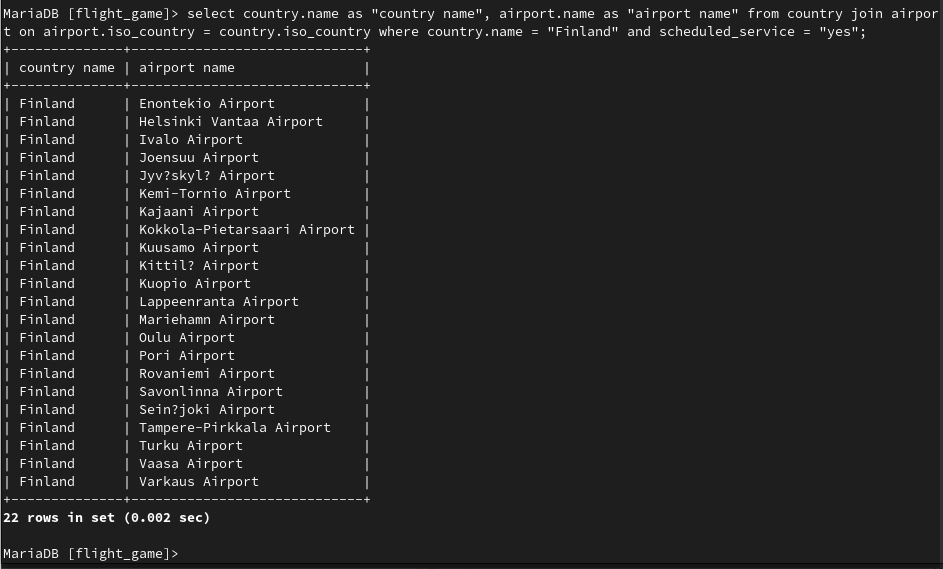 MariaDB [flight_game]> select country.name as "country name", airport.name as "airport name" from country join airpor
t on airport.iso_country = country.iso_country where country.name = "Finland" and scheduled_service = "yes";
+--------------+-----------------------------+
| country name | airport name                |
+--------------+-----------------------------+
| Finland      | Enontekio Airport           |
| Finland      | Helsinki Vantaa Airport     |
| Finland      | Ivalo Airport               |
| Finland      | Joensuu Airport             |
| Finland      | Jyv?skyl? Airport           |
| Finland      | Kemi-Tornio Airport         |
| Finland      | Kajaani Airport             |
| Finland      | Kokkola-Pietarsaari Airport |
| Finland      | Kuusamo Airport             |
| Finland      | Kittil? Airport             |
| Finland      | Kuopio Airport              |
| Finland      | Lappeenranta Airport        |
| Finland      | Mariehamn Airport           |
| Finland      | Oulu Airport                |
| Finland      | Pori Airport                |
| Finland      | Rovaniemi Airport           |
| Finland      | Savonlinna Airport          |
| Finland      | Sein?joki Airport           |
| Finland      | Tampere-Pirkkala Airport    |
| Finland      | Turku Airport               |
| Finland      | Vaasa Airport               |
| Finland      | Varkaus Airport             |
+--------------+-----------------------------+
22 rows in set (0.002 sec)
MariaDB [flight_game]>